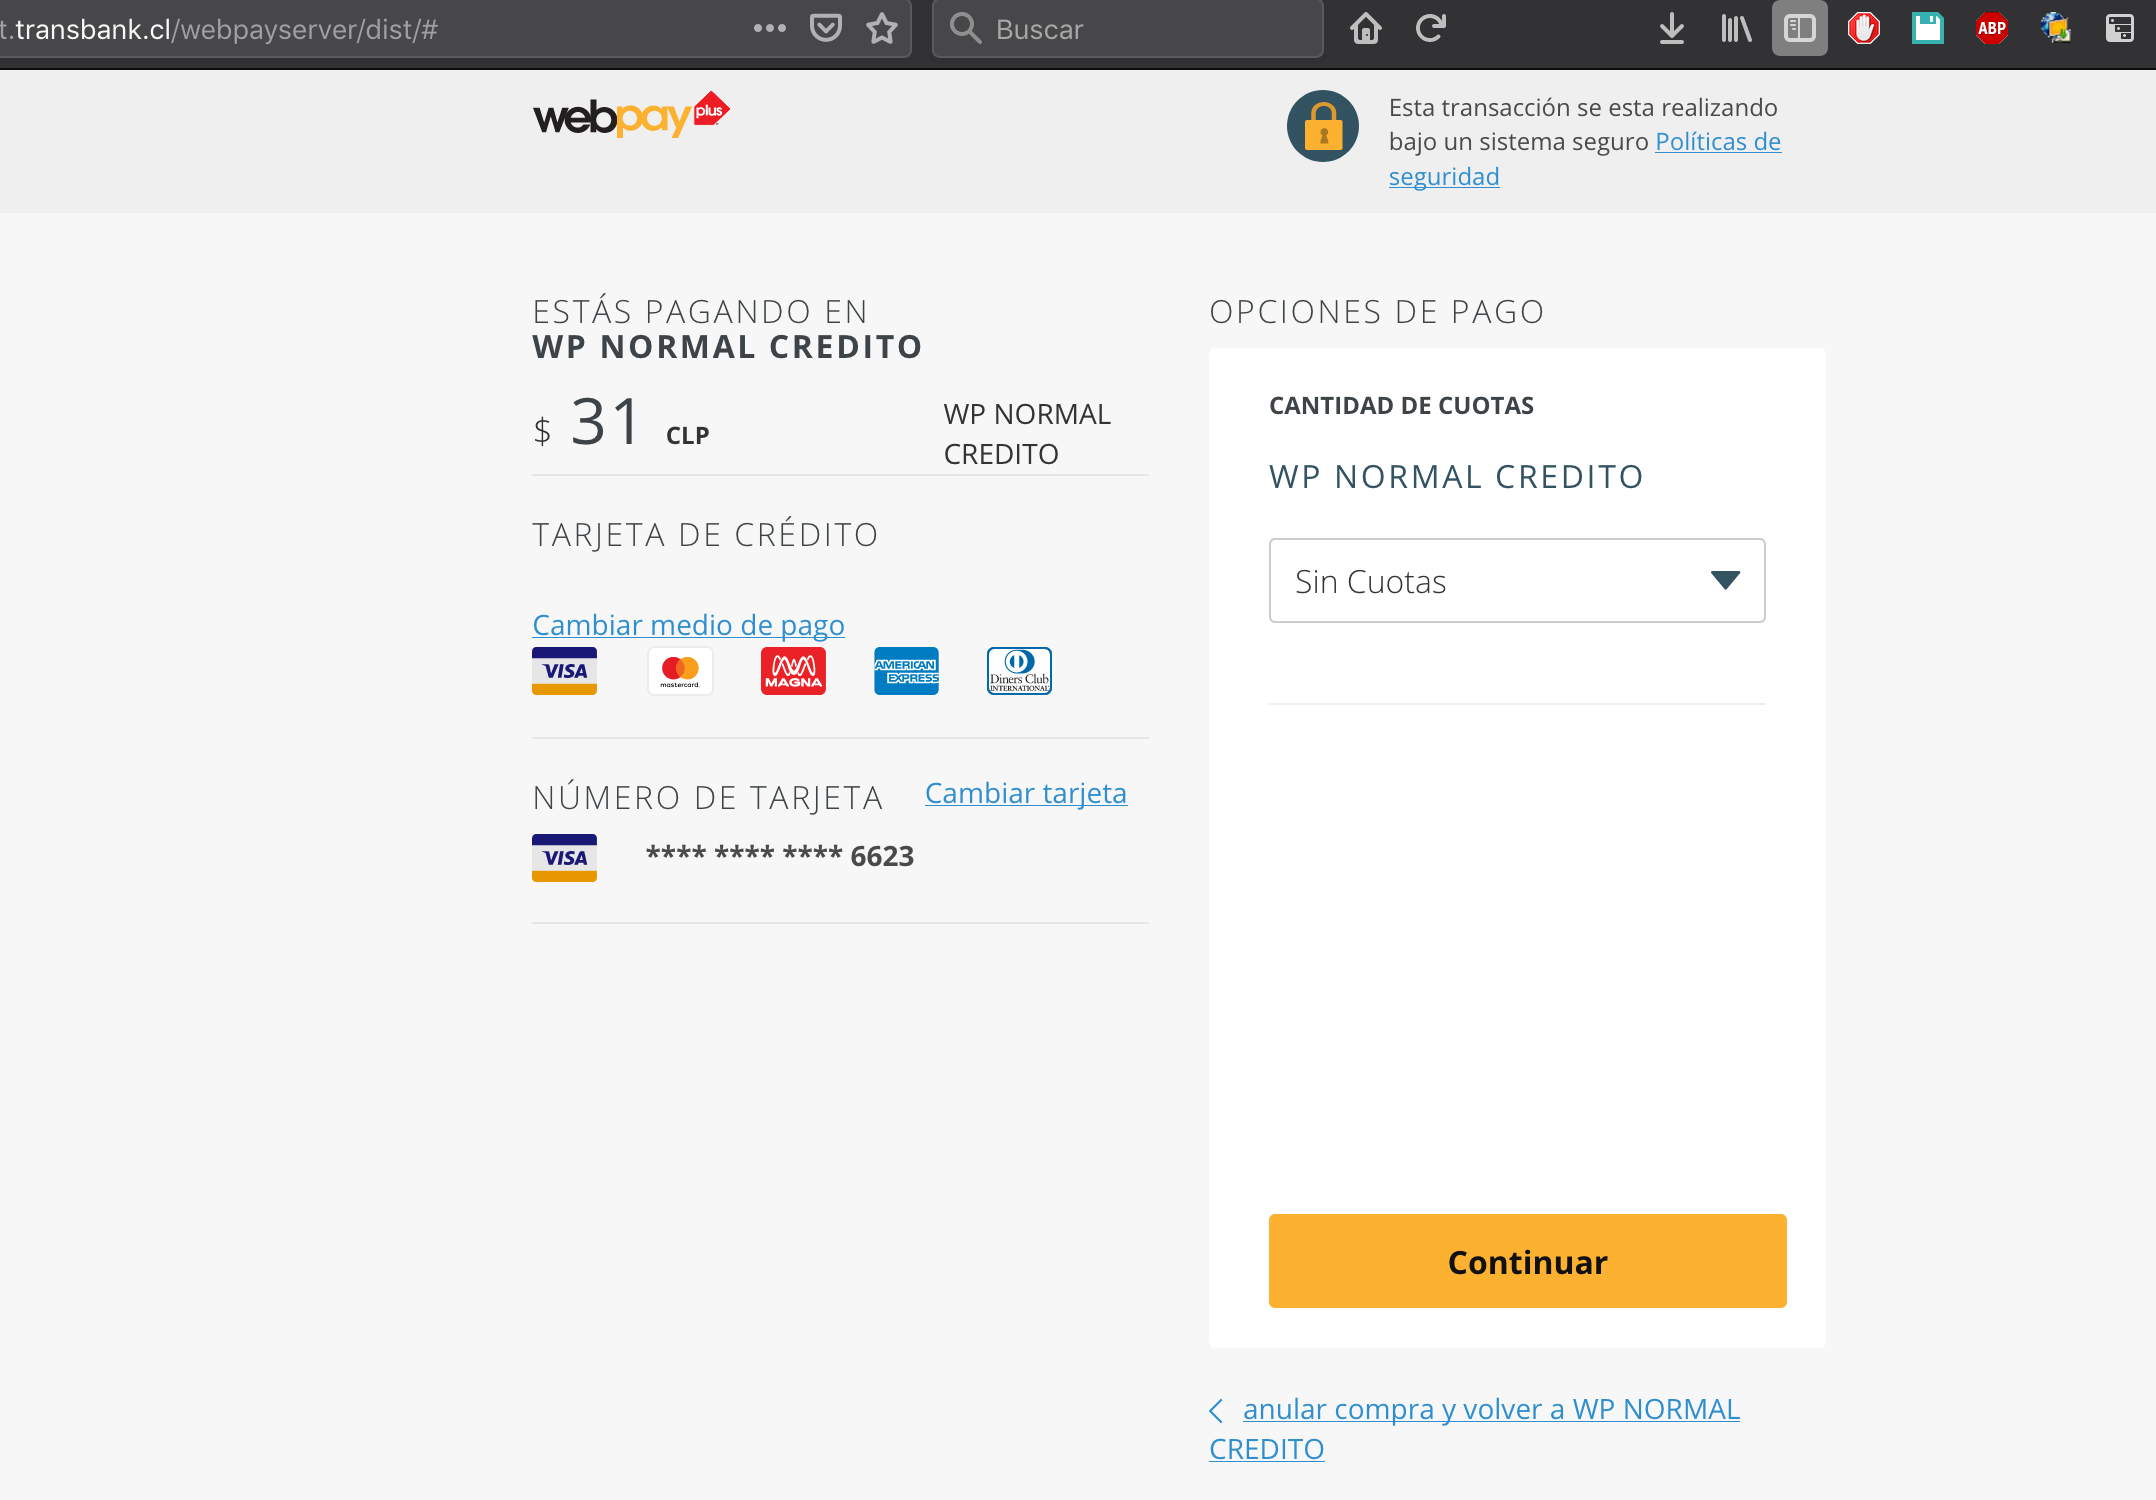 t.transbank.cl/webpayserver/dist/#
Buscar
ABP
webpay plus
Esta transacción se esta realizando
bajo un sistema seguro Políticas de
seguridad
ESTÁS PAGANDO EN
WP NORMAL CREDITO
$ 31 CLP
WP NORMAL
CREDITO
TARJETA DE CRÉDITO
Cambiar medio de pago
VISA
mastercard.
MAGNA
AMERICAN
EXPRESS
Diners Club
INTERNATIONAL
NÚMERO DE TARJETA
Cambiar tarjeta
VISA
**** **** **** 6623
OPCIONES DE PAGO
CANTIDAD DE CUOTAS
WP NORMAL CREDITO
Sin Cuotas
Continuar
anular compra y volver a WP NORMAL
CREDITO